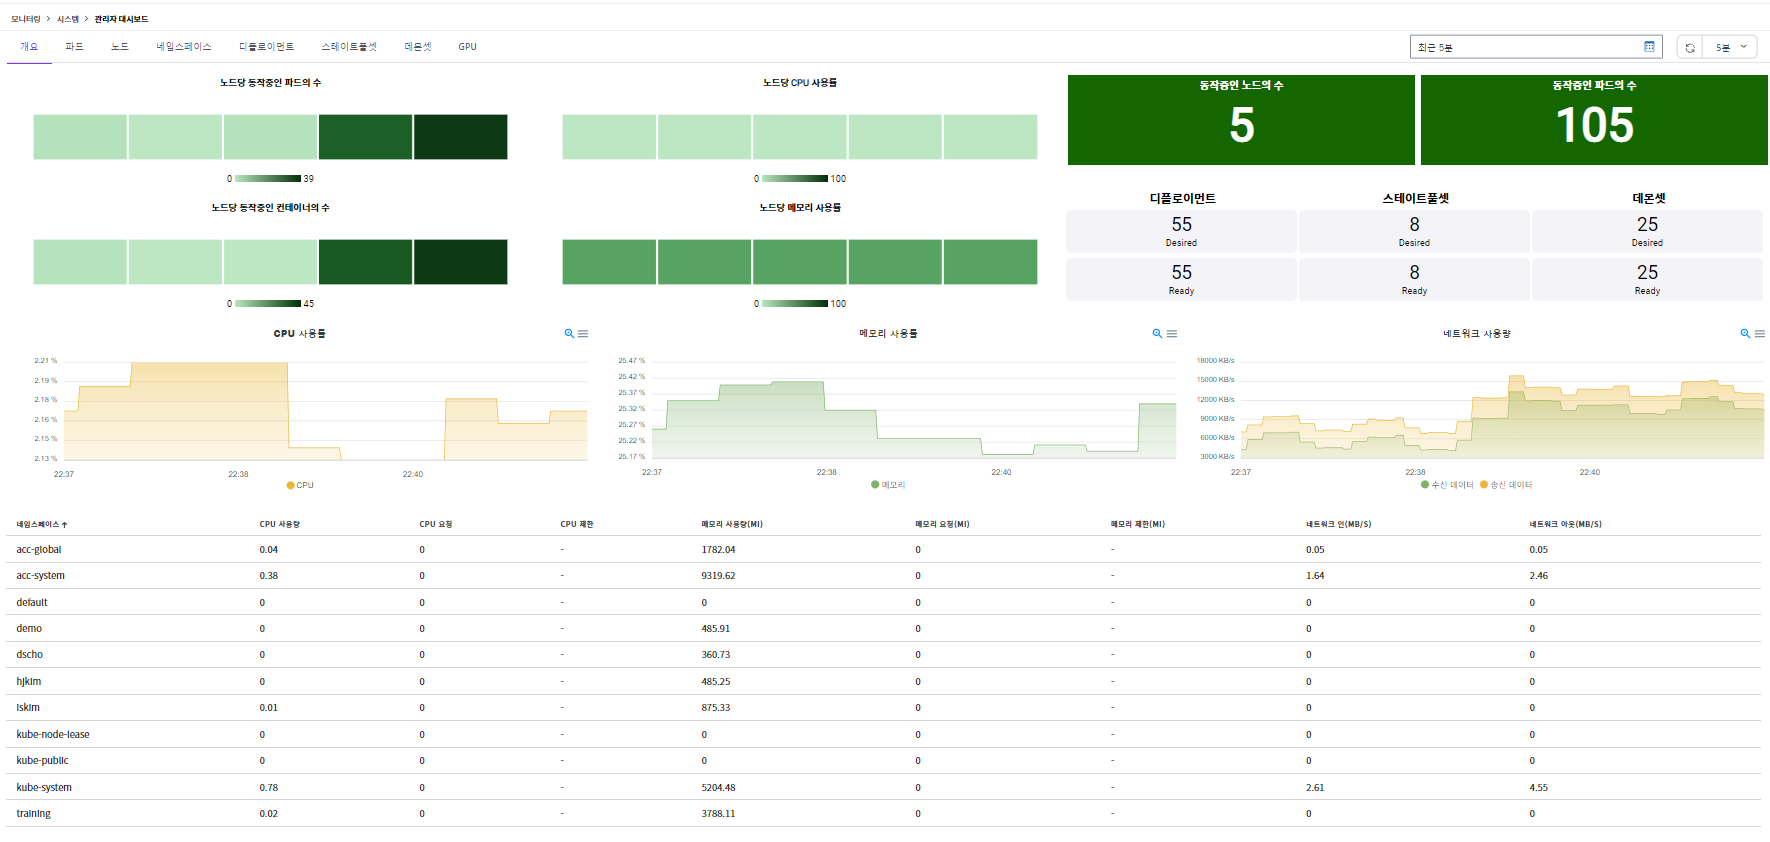 모니터링 > 시스템 > 관리자 대시보드
개요 파드 노드 네임스페이스 디플로이먼트 스테이트풀셋 데몬셋 GPU
최근 5분
5분
노드당 동작중인 파드의 수
0 39
노드당 CPU 사용률
0 100
동작중인 노드의 수
5
동작중인 파드의 수
105
노드당 동작중인 컨테이너의 수
0 45
노드당 메모리 사용률
0 100
디플로이먼트 스테이트풀셋 데몬셋
55 8 25
Desired Desired Desired
55 8 25
Ready Ready Ready
CPU 사용률
2.21 %
2.19 %
2.18 %
2.16 %
2.15 %
2.13 %
22:37 22:38 22:40
CPU
메모리 사용률
25.47 %
25.42 %
25.37 %
25.32 %
25.27 %
25.22 %
25.17 %
22:37 22:38 22:40
메모리
네트워크 사용량
18000 KB/s
15000 KB/s
12000 KB/s
9000 KB/s
6000 KB/s
3000 KB/s
22:37 22:38 22:40
수신 데이터 송신 데이터
네임스페이스 ↑ CPU 사용량 CPU 요청 CPU 제한 메모리 사용량(MI) 메모리 요청(MI) 메모리 제한(MI) 네트워크 인(MB/S) 네트워크 아웃(MB/S)
acc-global 0.04 0 - 1782.04 0 - 0.05 0.05
acc-system 0.38 0 - 9319.62 0 - 1.64 2.46
default 0 0 - 0 0 - 0 0
demo 0 0 - 485.91 0 - 0 0
dscho 0 0 - 360.73 0 - 0 0
hjkim 0 0 - 485.25 0 - 0 0
iskim 0.01 0 - 875.33 0 - 0 0
kube-node-lease 0 0 - 0 0 - 0 0
kube-public 0 0 - 0 0 - 0 0
kube-system 0.78 0 - 5204.48 0 - 2.61 4.55
training 0.02 0 - 3788.11 0 - 0 0